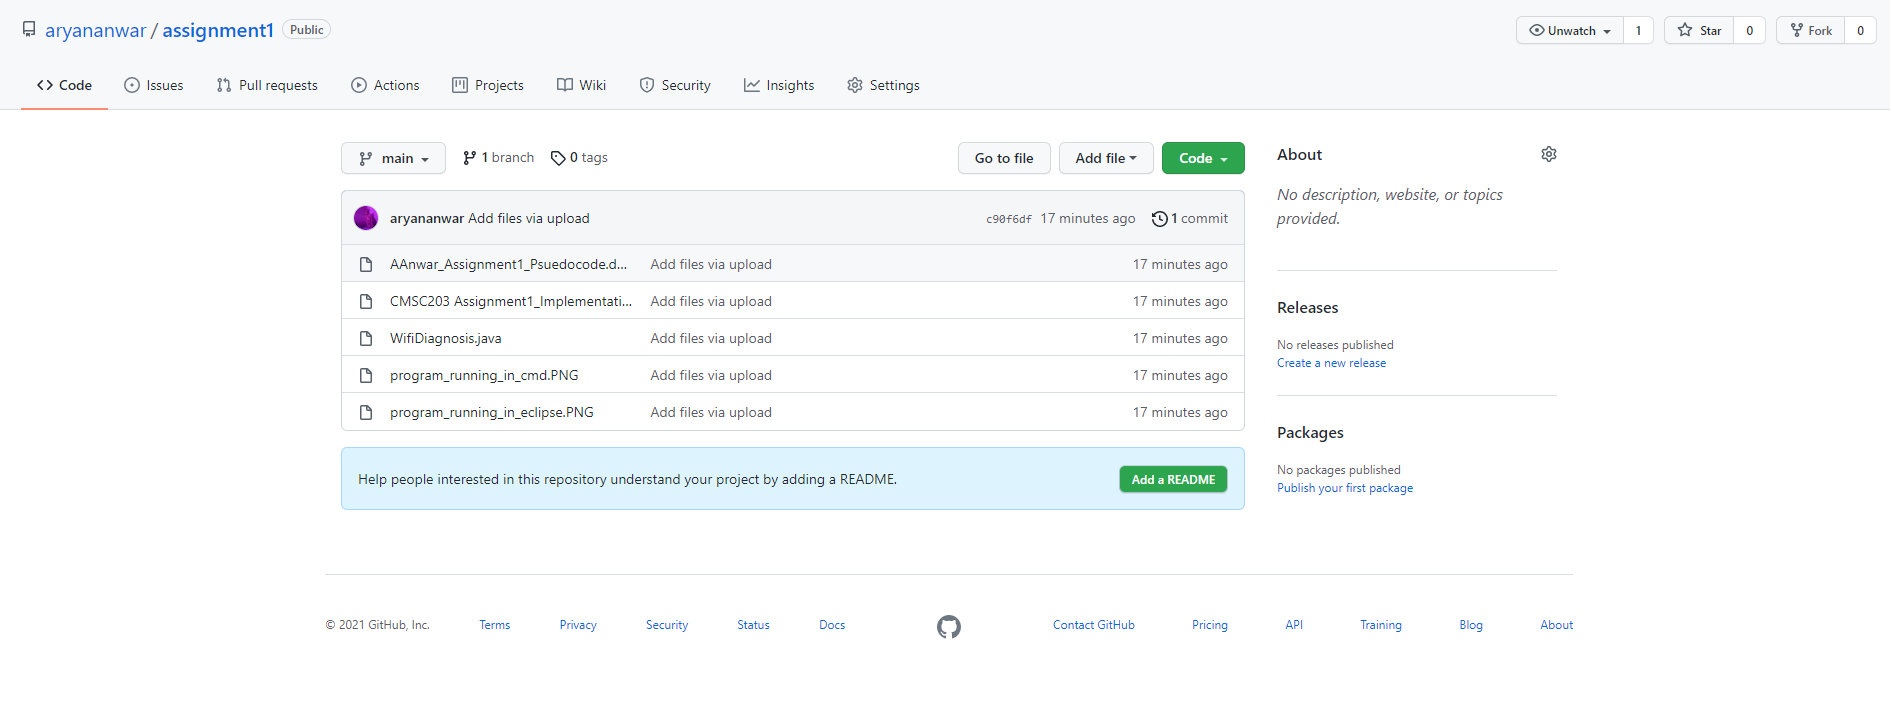 aryananwar / assignment1 Public
Unwatch 1 Star 0 Fork 0
Code Issues Pull requests Actions Projects Wiki Security Insights Settings
main 1 branch 0 tags Go to file Add file Code
aryananwar Add files via upload c90f6df 17 minutes ago 1 commit
AAnwar_Assignment1_Psuedocode.d... Add files via upload 17 minutes ago
CMSC203 Assignment1_Implementati... Add files via upload 17 minutes ago
WifiDiagnosis.java Add files via upload 17 minutes ago
program_running_in_cmd.PNG Add files via upload 17 minutes ago
program_running_in_eclipse.PNG Add files via upload 17 minutes ago
Help people interested in this repository understand your project by adding a README. Add a README
About
No description, website, or topics
provided.
Releases
No releases published
Create a new release
Packages
No packages published
Publish your first package
© 2021 GitHub, Inc. Terms Privacy Security Status Docs Contact GitHub Pricing API Training Blog About